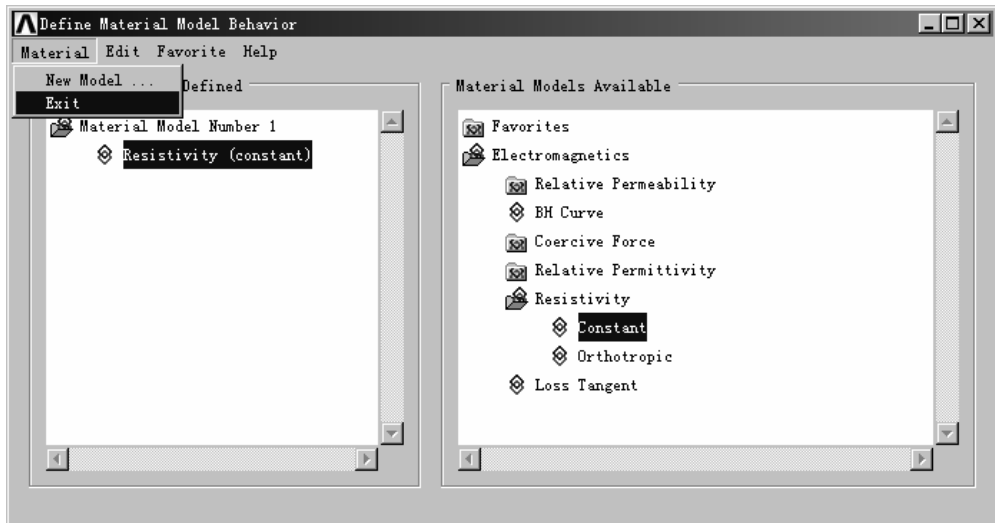 Define Material Model Behavior
Material Edit Favorite Help
New Model ...
Exit
Defined
Material Model Number 1
Resistivity (constant)
Material Models Available
Favorites
Electromagnetics
Relative Permeability
BH Curve
Coercive Force
Relative Permittivity
Resistivity
Constant
Orthotropic
Loss Tangent